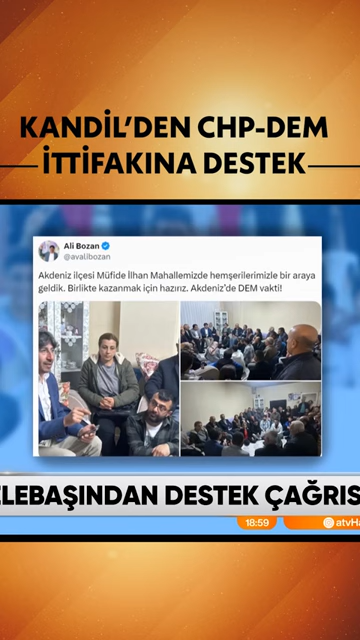 KANDİL'DEN CHP-DEM
İTTİFAKINA DESTEK
Ali Bozan
@avalibozan
Akdeniz ilçesi Müfide İlhan Mahallemizde hemşerilerimizle bir araya
geldik. Birlikte kazanmak için hazırız. Akdeniz'de DEM vakti!
ELEBAŞINDAN DESTEK ÇAĞRIS
18:59
atvHa